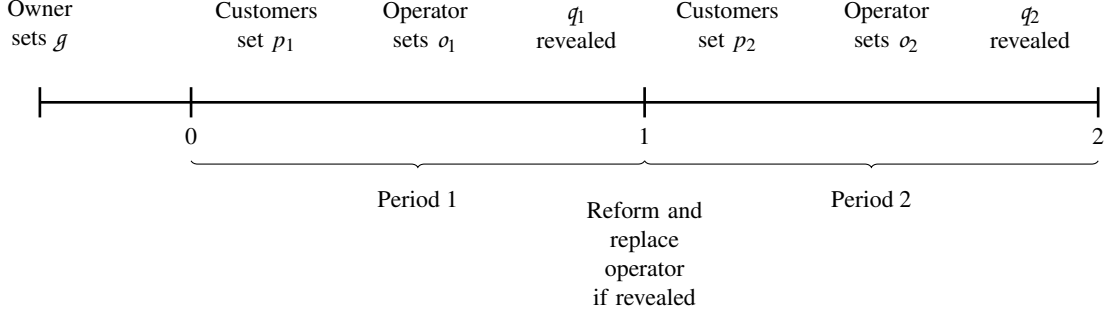 Owner
sets g
Customers
set p₁
Operator
sets o₁
q₁
revealed
Customers
set p₂
Operator
sets o₂
q₂
revealed
0
1
2
Period 1
Period 2
Reform and
replace
operator
if revealed